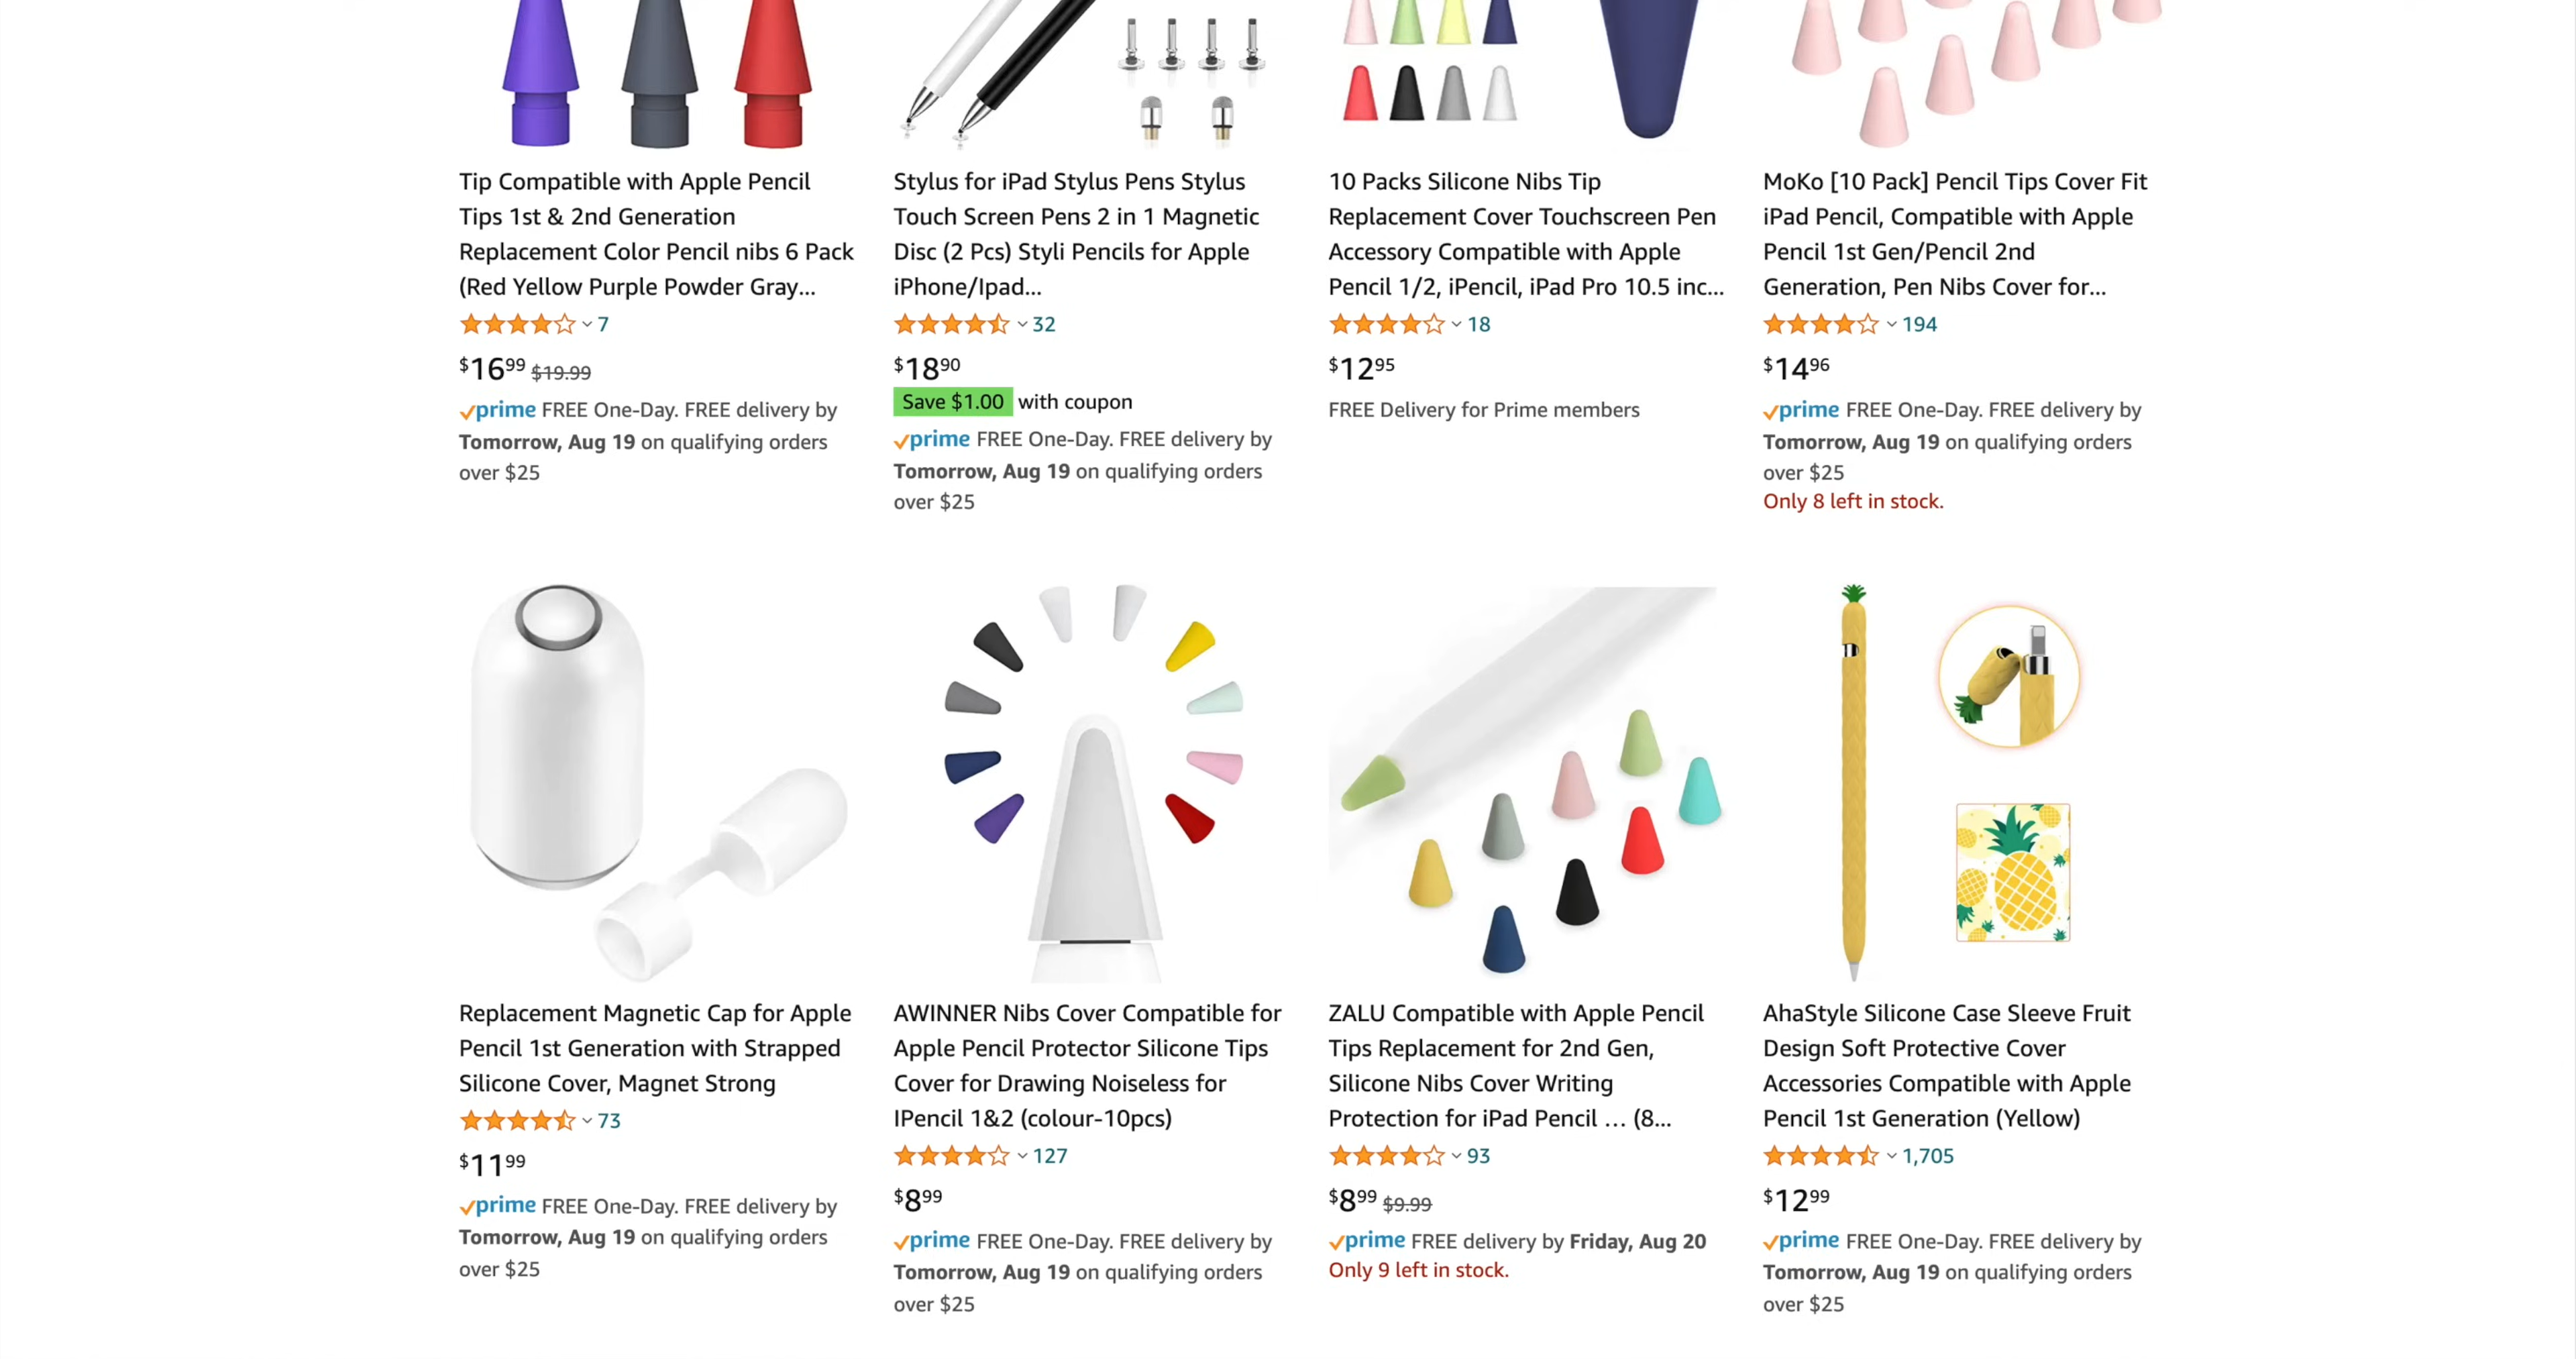 Tip Compatible with Apple Pencil
Tips 1st & 2nd Generation
Replacement Color Pencil nibs 6 Pack
(Red Yellow Purple Powder Gray...
7
$16 99 $19.99
prime FREE One-Day. FREE delivery by
Tomorrow, Aug 19 on qualifying orders
over $25
Stylus for iPad Stylus Pens Stylus
Touch Screen Pens 2 in 1 Magnetic
Disc (2 Pcs) Styli Pencils for Apple
iPhone/Ipad...
32
$18 90
Save $1.00 with coupon
prime FREE One-Day. FREE delivery by
Tomorrow, Aug 19 on qualifying orders
over $25
10 Packs Silicone Nibs Tip
Replacement Cover Touchscreen Pen
Accessory Compatible with Apple
Pencil 1/2, iPencil, iPad Pro 10.5 inc...
18
$12 95
FREE Delivery for Prime members
MoKo [10 Pack] Pencil Tips Cover Fit
iPad Pencil, Compatible with Apple
Pencil 1st Gen/Pencil 2nd
Generation, Pen Nibs Cover for...
194
$14 96
prime FREE One-Day. FREE delivery by
Tomorrow, Aug 19 on qualifying orders
over $25
Only 8 left in stock.
Replacement Magnetic Cap for Apple
Pencil 1st Generation with Strapped
Silicone Cover, Magnet Strong
73
$11 99
prime FREE One-Day. FREE delivery by
Tomorrow, Aug 19 on qualifying orders
over $25
AWINNER Nibs Cover Compatible for
Apple Pencil Protector Silicone Tips
Cover for Drawing Noiseless for
IPencil 1&2 (colour-10pcs)
127
$8 99
prime FREE One-Day. FREE delivery by
Tomorrow, Aug 19 on qualifying orders
over $25
ZALU Compatible with Apple Pencil
Tips Replacement for 2nd Gen,
Silicone Nibs Cover Writing
Protection for iPad Pencil … (8...
93
$8 99 $9.99
prime FREE delivery by Friday, Aug 20
Only 9 left in stock.
AhaStyle Silicone Case Sleeve Fruit
Design Soft Protective Cover
Accessories Compatible with Apple
Pencil 1st Generation (Yellow)
1,705
$12 99
prime FREE One-Day. FREE delivery by
Tomorrow, Aug 19 on qualifying orders
over $25